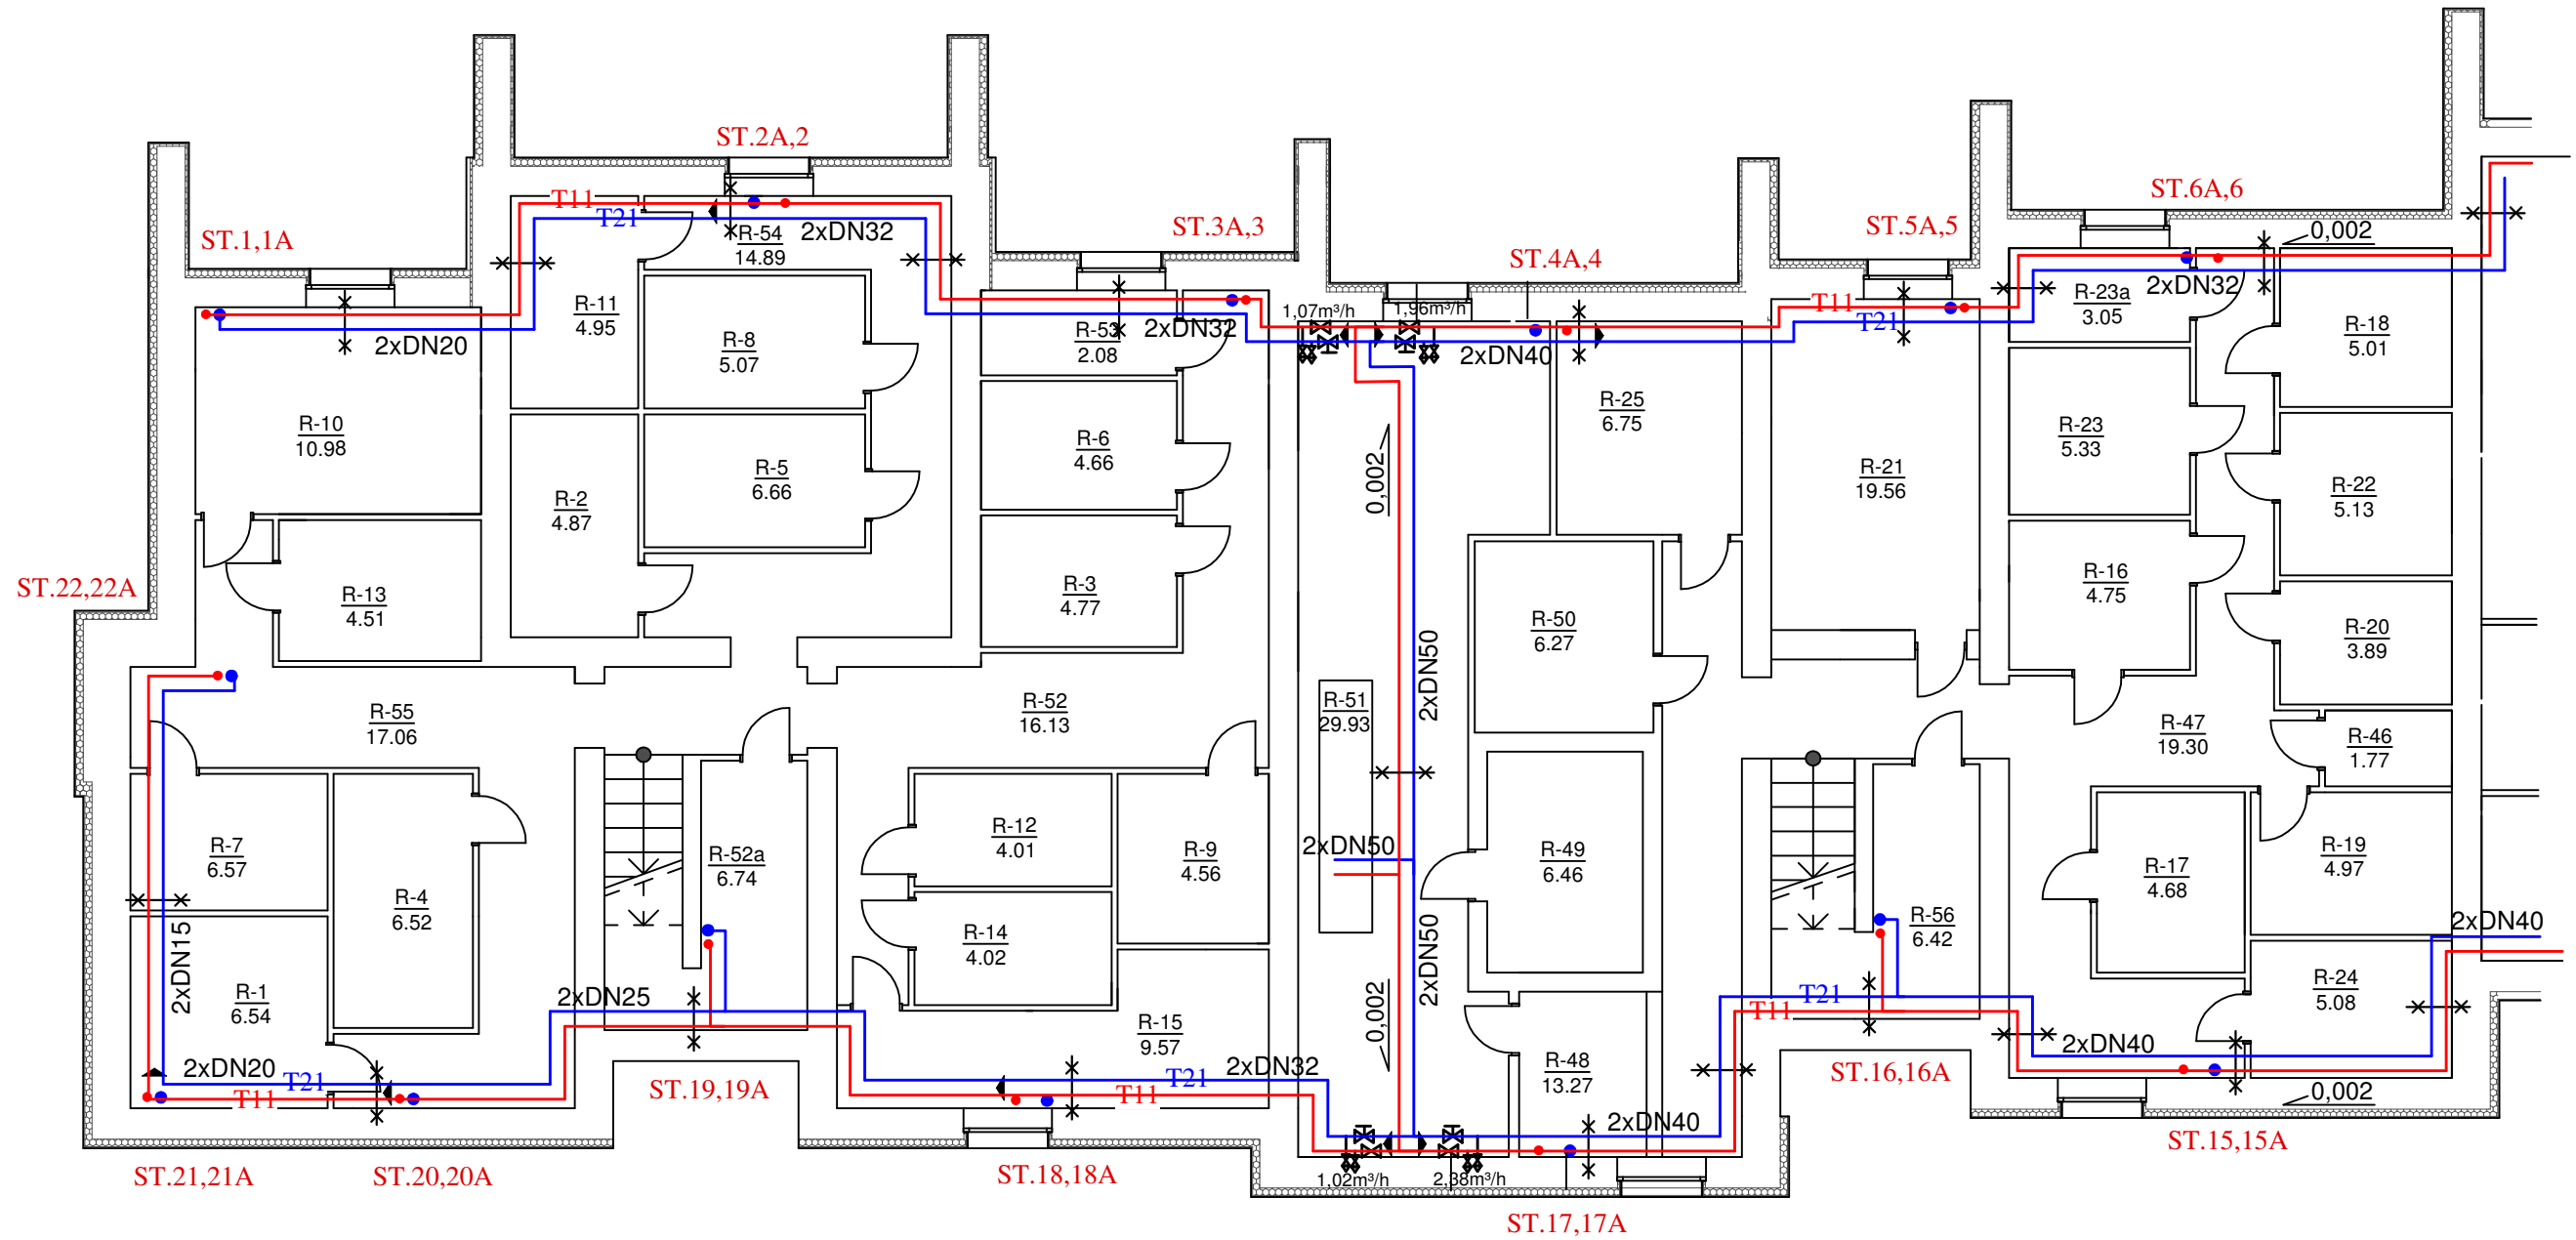 ST.2A,2
ST.6A,6
T11
T21
ST.3A,3
ST.5A,5
0,002
ST.1,1A
R-54
14.89
2xDN32
ST.4A,4
2xDN32
R-11
4.95
1,07m³/h
1,96m³/h
T11
T21
R-23a
3.05
R-18
5.01
2xDN20
R-8
5.07
R-53
2.08
2xDN32
2xDN40
R-10
10.98
R-6
4.66
R-25
6.75
R-23
5.33
R-2
4.87
R-5
6.66
0,002
R-21
19.56
R-22
5.13
ST.22,22A
R-13
4.51
R-3
4.77
R-50
6.27
R-16
4.75
R-20
3.89
2xDN50
R-55
17.06
R-52
16.13
R-51
29.93
R-47
19.30
R-46
1.77
R-7
6.57
R-4
6.52
R-52a
6.74
R-12
4.01
R-9
4.56
2xDN50
R-49
6.46
R-17
4.68
R-19
4.97
2xDN15
R-14
4.02
2xDN50
R-56
6.42
2xDN40
R-1
6.54
2xDN25
R-15
9.57
0,002
T21
T11
R-24
5.08
2xDN20
T21
T11
ST.19,19A
T21
T11
2xDN32
R-48
13.27
ST.16,16A
2xDN40
0,002
2xDN40
ST.15,15A
ST.21,21A
ST.20,20A
ST.18,18A
1,02m³/h
2,38m³/h
ST.17,17A